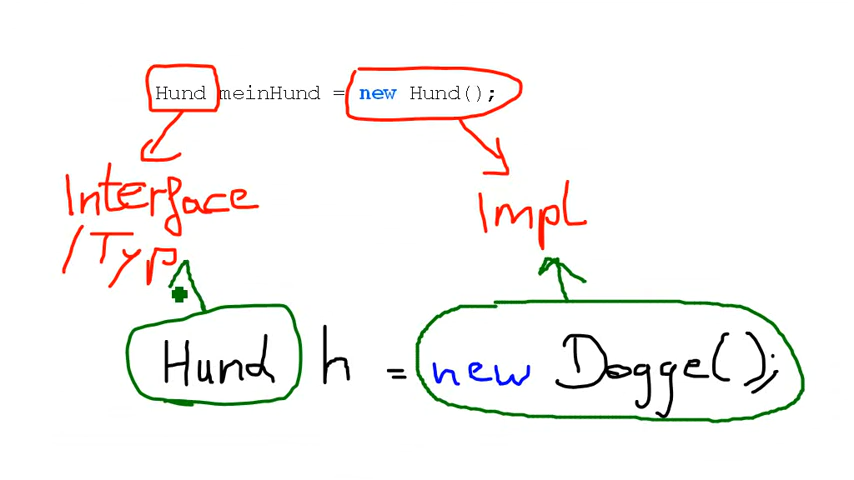 Hund meinHund = new Hund();
Interface
/Typ
Impl
Hund h = new Dogge();